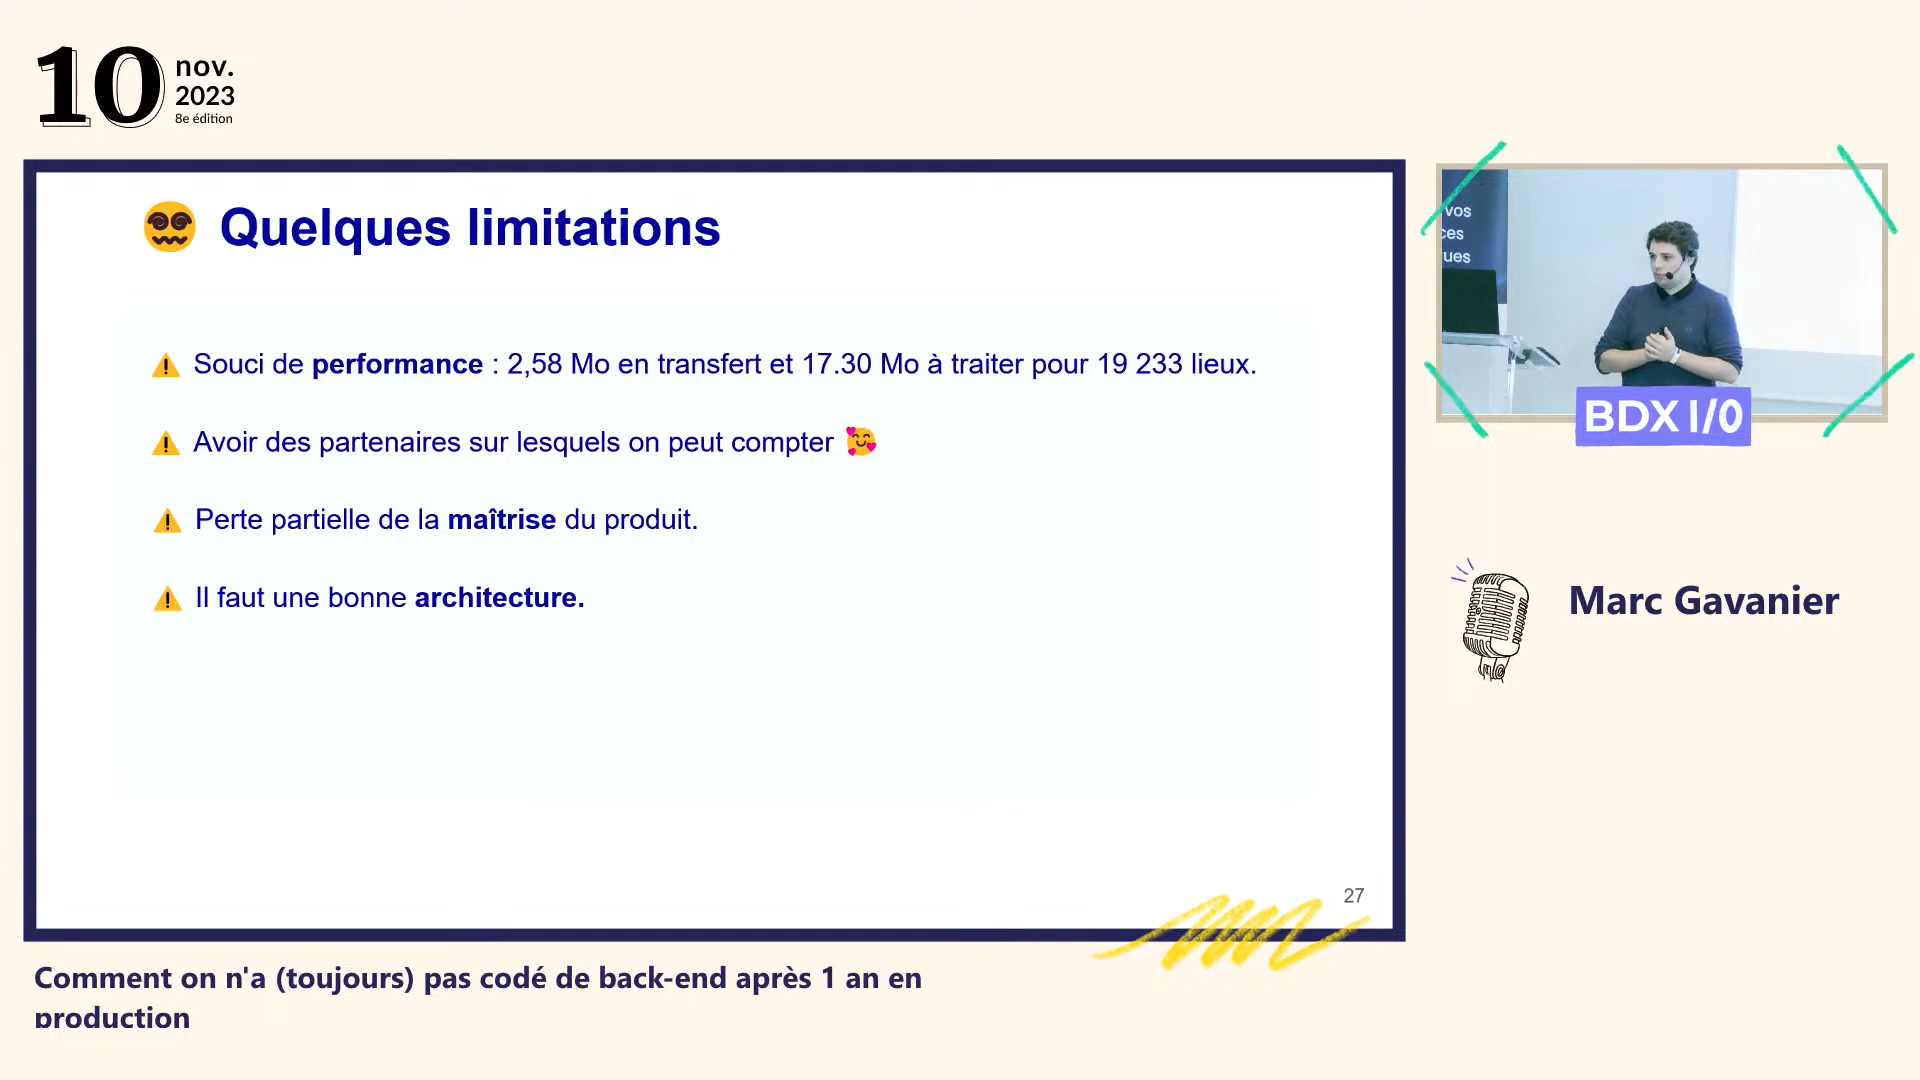 10 nov.
2023
8e édition
Quelques limitations
Souci de performance : 2,58 Mo en transfert et 17.30 Mo à traiter pour 19 233 lieux.
Avoir des partenaires sur lesquels on peut compter
Perte partielle de la maîtrise du produit.
Il faut une bonne architecture.
27
vos
ces
ues
BDX I/O
Marc Gavanier
Comment on n'a (toujours) pas codé de back-end après 1 an en
production